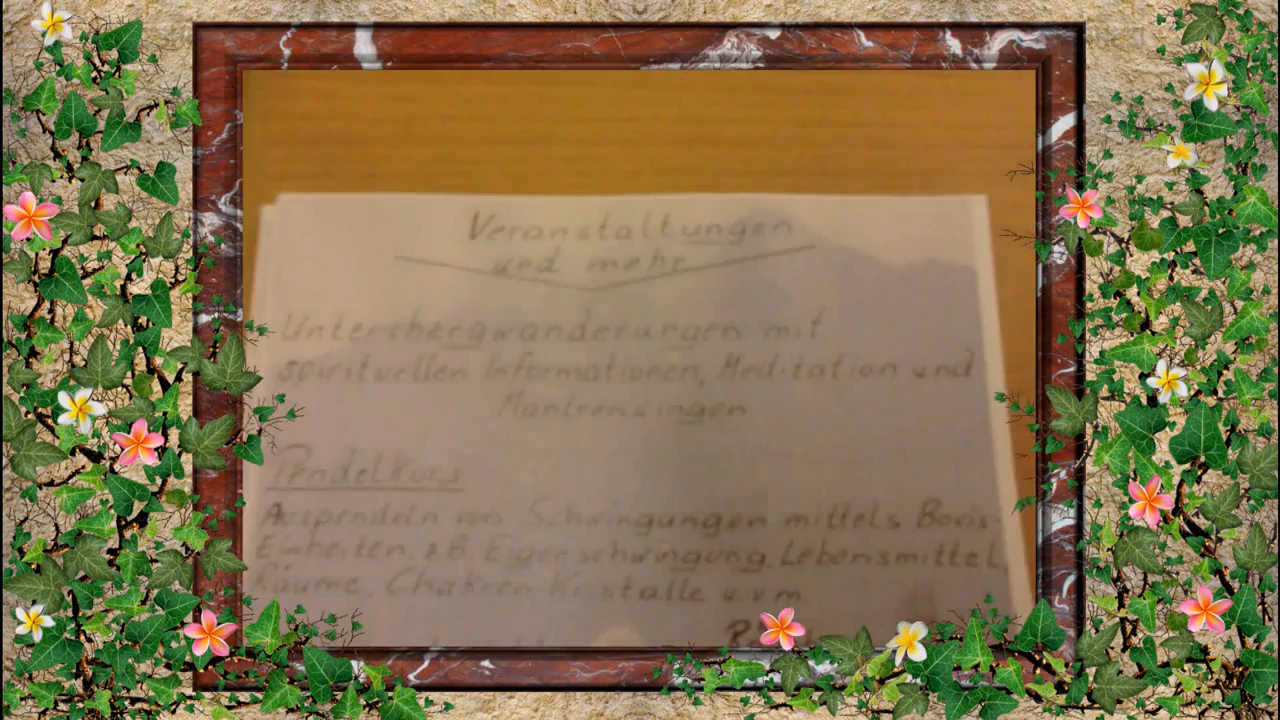 Veranstaltungen
und mehr
Untersbergwanderungen mit
spirituellen Informationen, Meditation und
Mantrensingen
Pendelkurs
Auspendeln von Schwingungen mittels Bovis-
Einheiten, z.B. Eigenschwingung, Lebensmittel,
Räume Chakren Kristalle u.v.m.